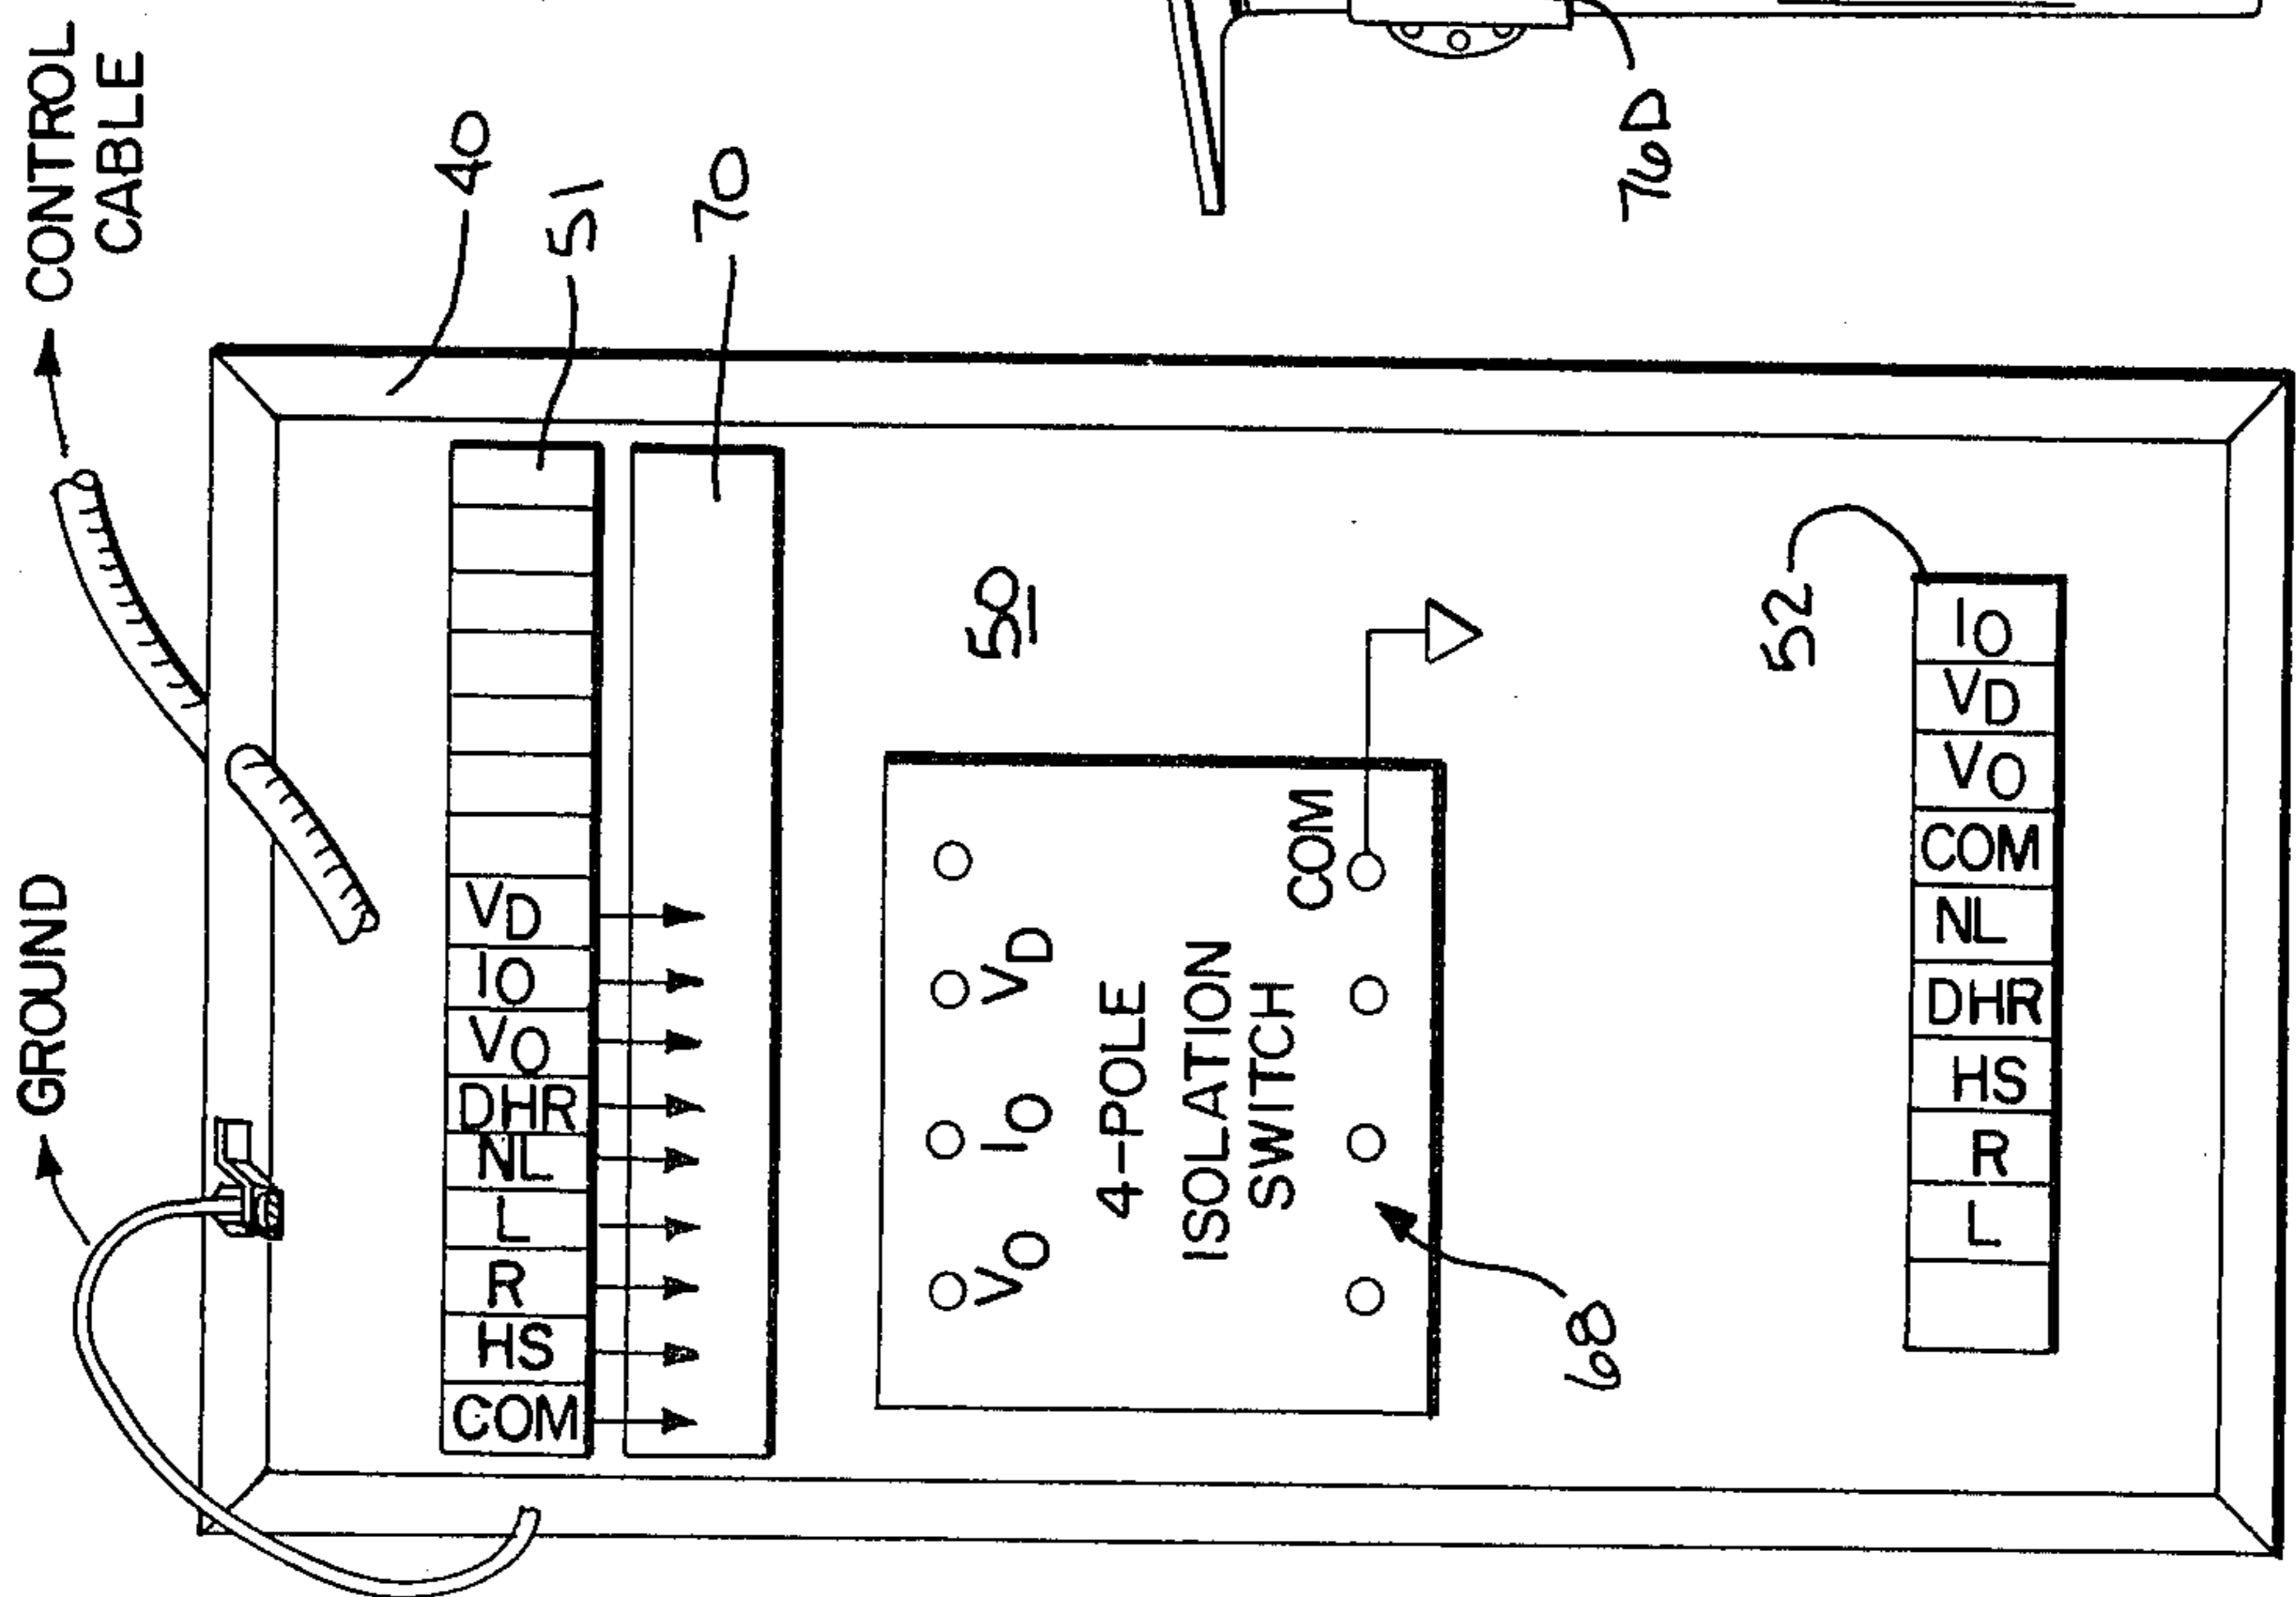 GROUND
CONTROL
CABLE
40
51
COM HS R L NL DHR VO IO VD
70
VO IO VD
50
4-POLE
ISOLATION
SWITCH
COM
68
76D
52
L R HS DHR NL COM VO VD IO